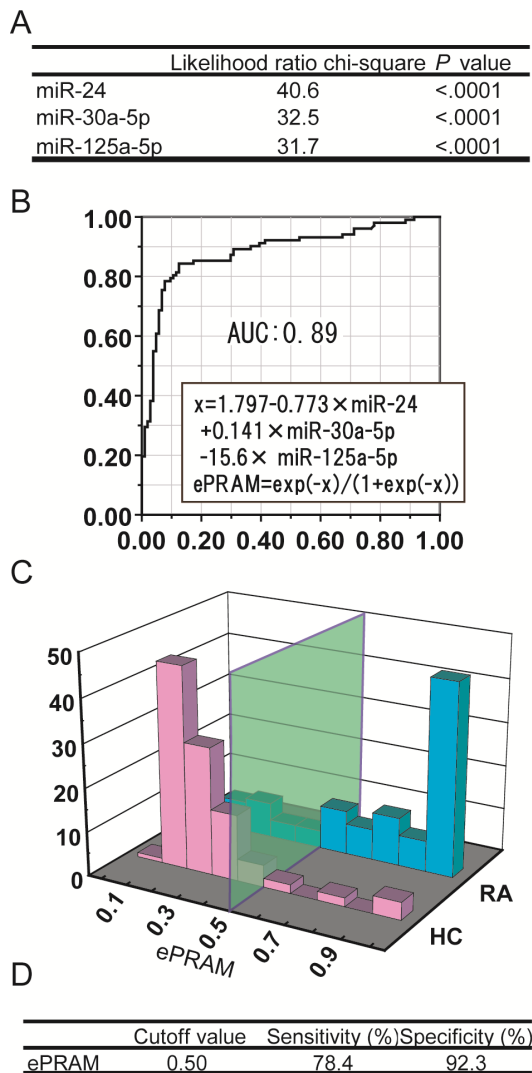 A
Likelihood ratio chi-square P value
miR-24 40.6 <.0001
miR-30a-5p 32.5 <.0001
miR-125a-5p 31.7 <.0001
B
1.00
0.80
0.60
0.40
0.20
0.00
AUC:0.89
x=1.797-0.773×miR-24
+0.141×miR-30a-5p
-15.6× miR-125a-5p
ePRAM=exp(-x)/(1+exp(-x))
0.00 0.20 0.40 0.60 0.80 1.00
C
50
40
30
20
10
0
0.1 0.3 0.5 0.7 0.9
ePRAM
RA
HC
D
Cutoff value Sensitivity (%) Specificity (%)
ePRAM 0.50 78.4 92.3